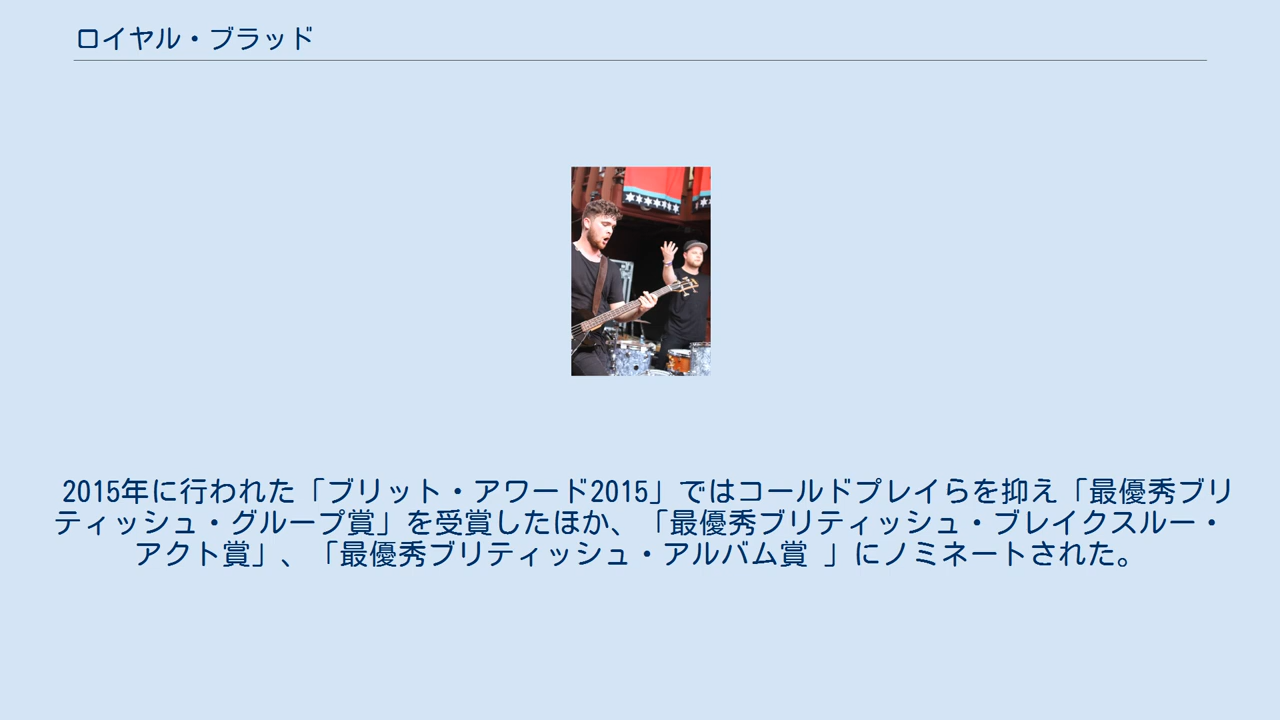 ロイヤル・ブラッド
2015年に行われた「ブリット・アワード2015」ではコールドプレイらを抑え「最優秀ブリ
ティッシュ・グループ賞」を受賞したほか、「最優秀ブリティッシュ・ブレイクスルー・
アクト賞」、「最優秀ブリティッシュ・アルバム賞 」にノミネートされた。